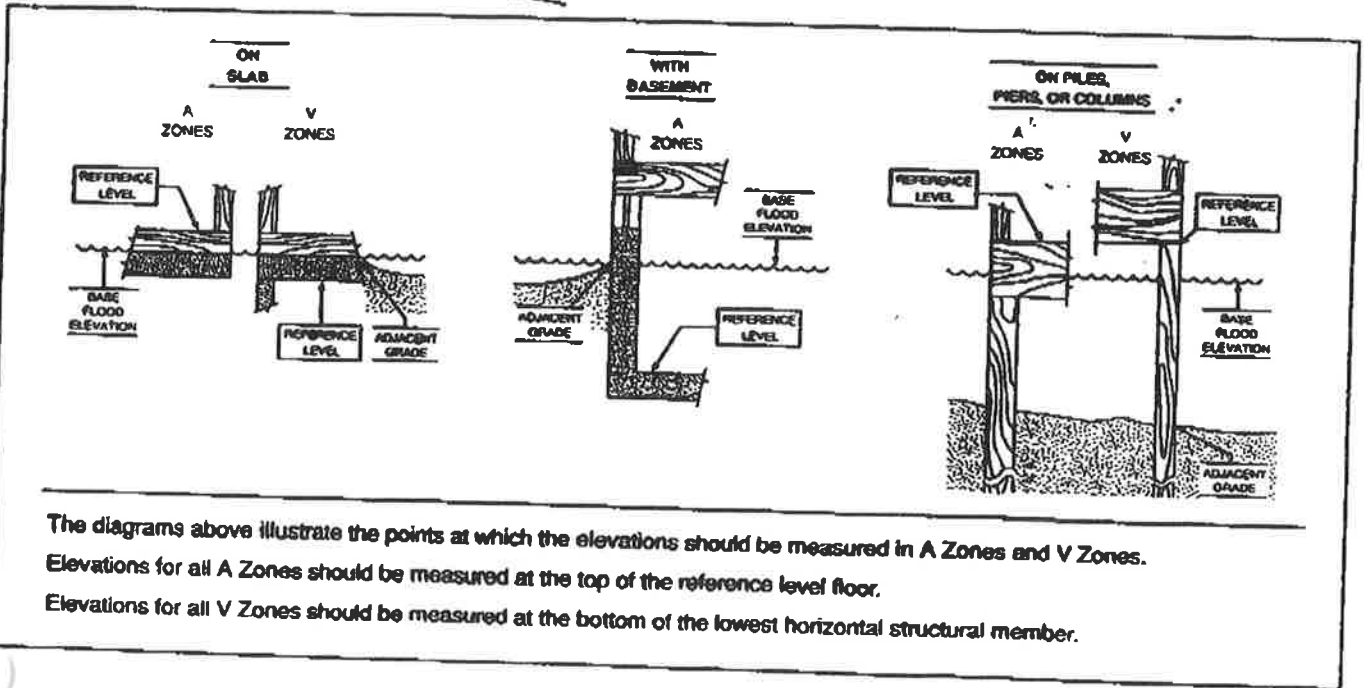 ON
SLAB
A
ZONES
V
ZONES
REFERENCE
LEVEL
BASE
FLOOD
ELEVATION
REFERENCE
LEVEL
ADJACENT
GRADE
WITH
BASEMENT
A
ZONES
BASE
FLOOD
ELEVATION
ADJACENT
GRADE
REFERENCE
LEVEL
ON PILES,
PIERS, OR COLUMNS
A
ZONES
V
ZONES
REFERENCE
LEVEL
REFERENCE
LEVEL
BASE
FLOOD
ELEVATION
ADJACENT
GRADE
The diagrams above illustrate the points at which the elevations should be measured in A Zones and V Zones.
Elevations for all A Zones should be measured at the top of the reference level floor.
Elevations for all V Zones should be measured at the bottom of the lowest horizontal structural member.